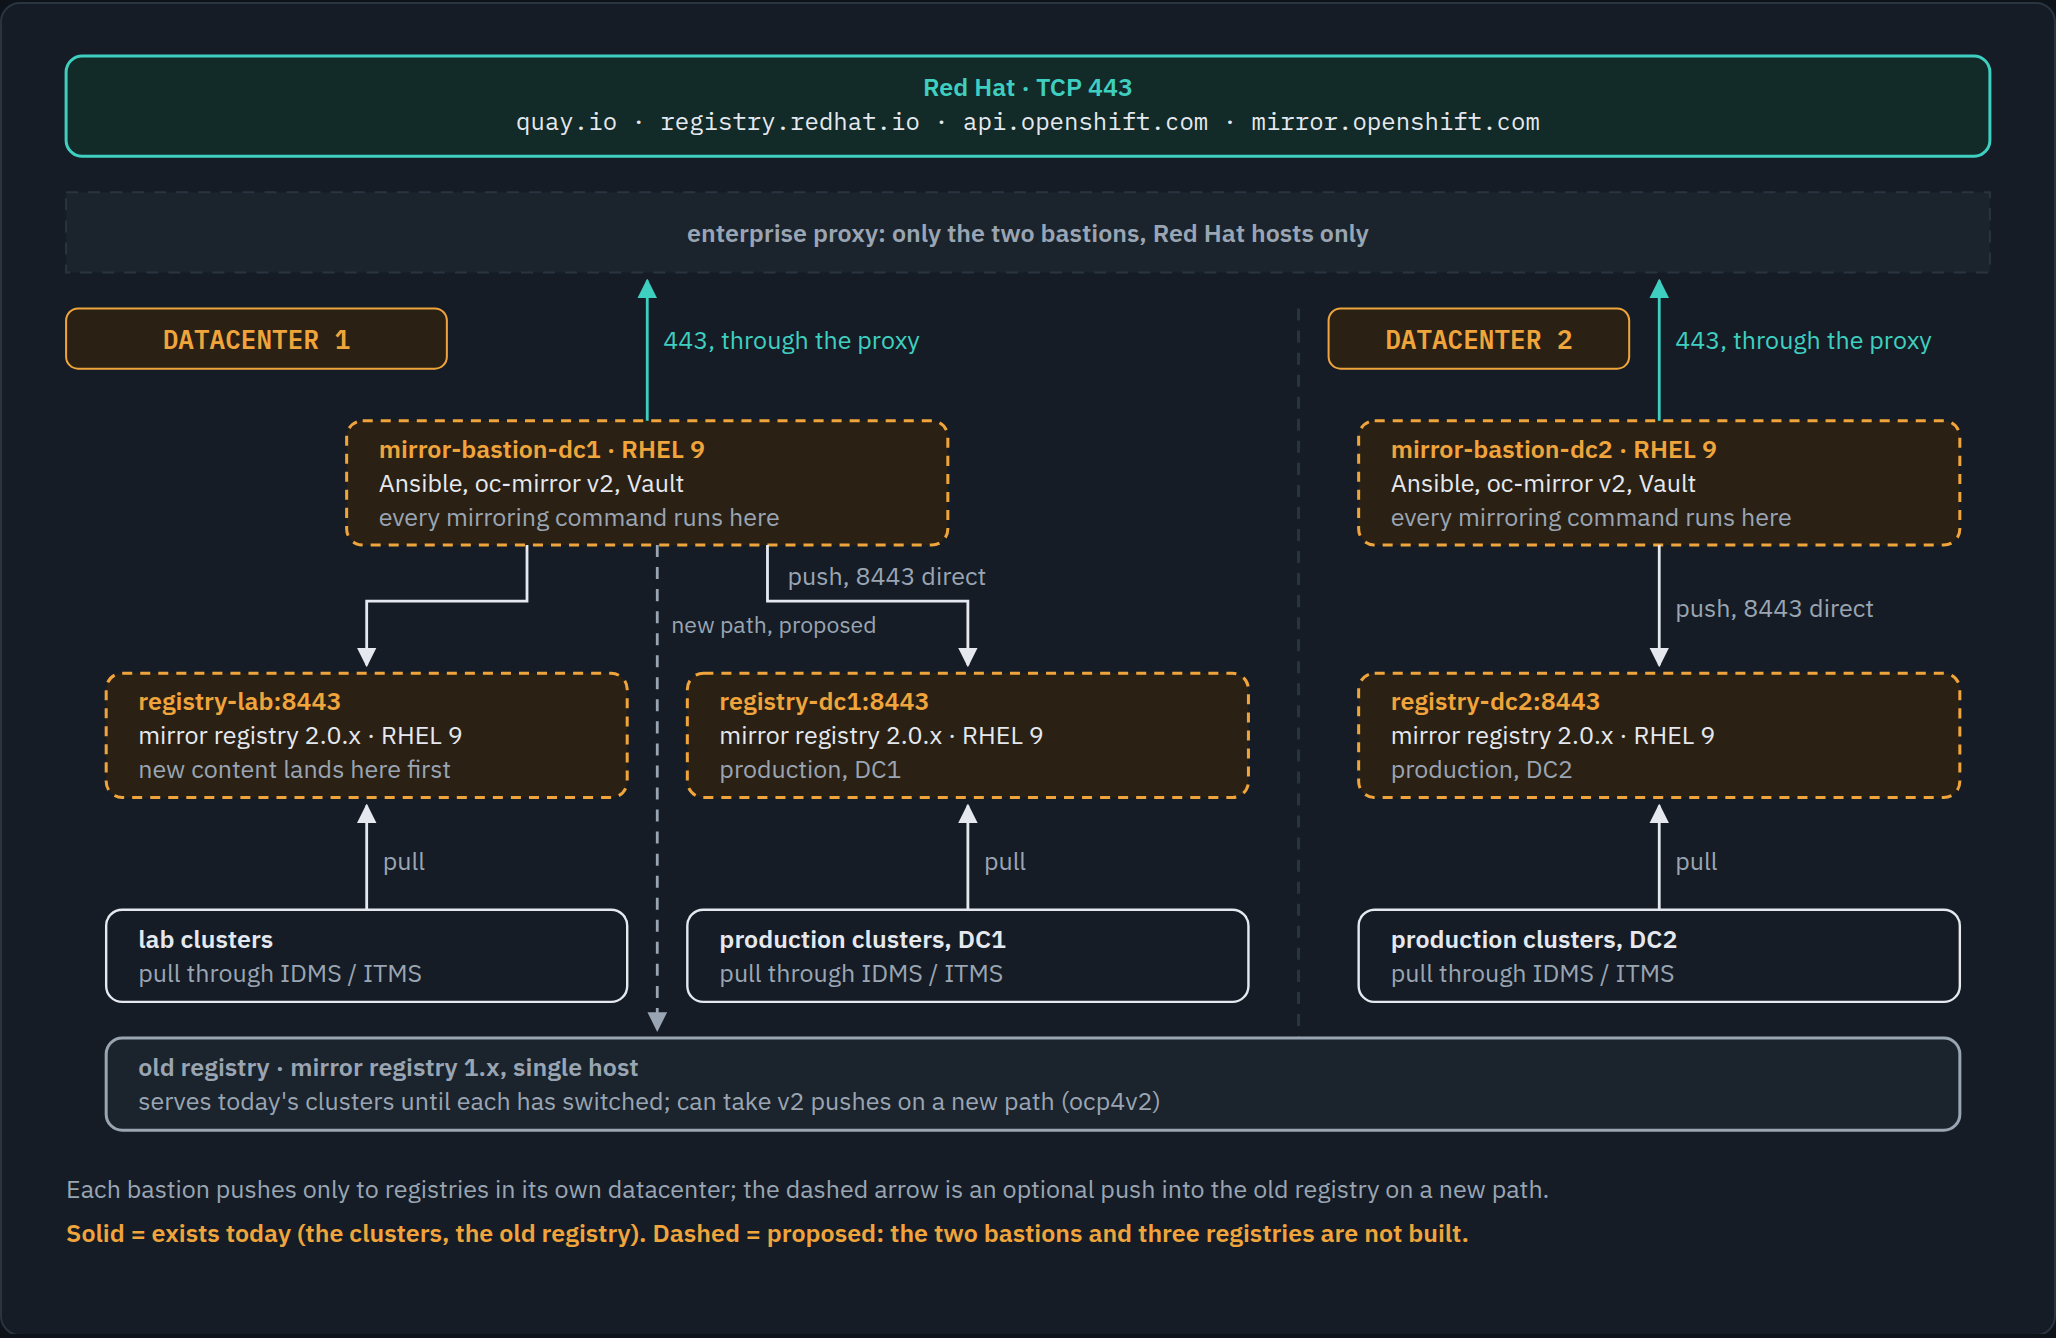 Red Hat · TCP 443
quay.io · registry.redhat.io · api.openshift.com · mirror.openshift.com
enterprise proxy: only the two bastions, Red Hat hosts only
DATACENTER 1
443, through the proxy
DATACENTER 2
443, through the proxy
mirror-bastion-dc1 · RHEL 9
Ansible, oc-mirror v2, Vault
every mirroring command runs here
mirror-bastion-dc2 · RHEL 9
Ansible, oc-mirror v2, Vault
every mirroring command runs here
push, 8443 direct
new path, proposed
push, 8443 direct
registry-lab:8443
mirror registry 2.0.x · RHEL 9
new content lands here first
registry-dc1:8443
mirror registry 2.0.x · RHEL 9
production, DC1
registry-dc2:8443
mirror registry 2.0.x · RHEL 9
production, DC2
pull
pull
pull
lab clusters
pull through IDMS / ITMS
production clusters, DC1
pull through IDMS / ITMS
production clusters, DC2
pull through IDMS / ITMS
old registry · mirror registry 1.x, single host
serves today's clusters until each has switched; can take v2 pushes on a new path (ocp4v2)
Each bastion pushes only to registries in its own datacenter; the dashed arrow is an optional push into the old registry on a new path.
Solid = exists today (the clusters, the old registry). Dashed = proposed: the two bastions and three registries are not built.